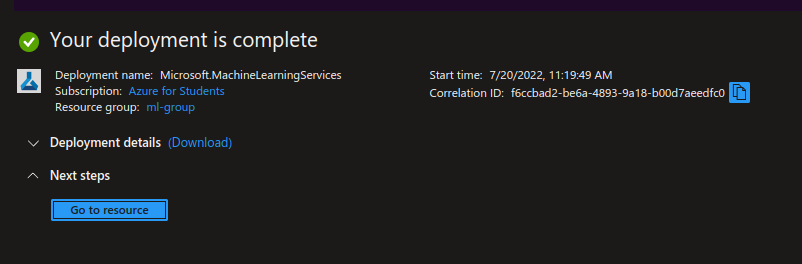 Your deployment is complete
Deployment name: Microsoft.MachineLearningServices
Subscription: Azure for Students
Resource group: ml-group
Start time: 7/20/2022, 11:19:49 AM
Correlation ID: f6ccbad2-be6a-4893-9a18-b00d7aeedfc0
Deployment details (Download)
Next steps
Go to resource